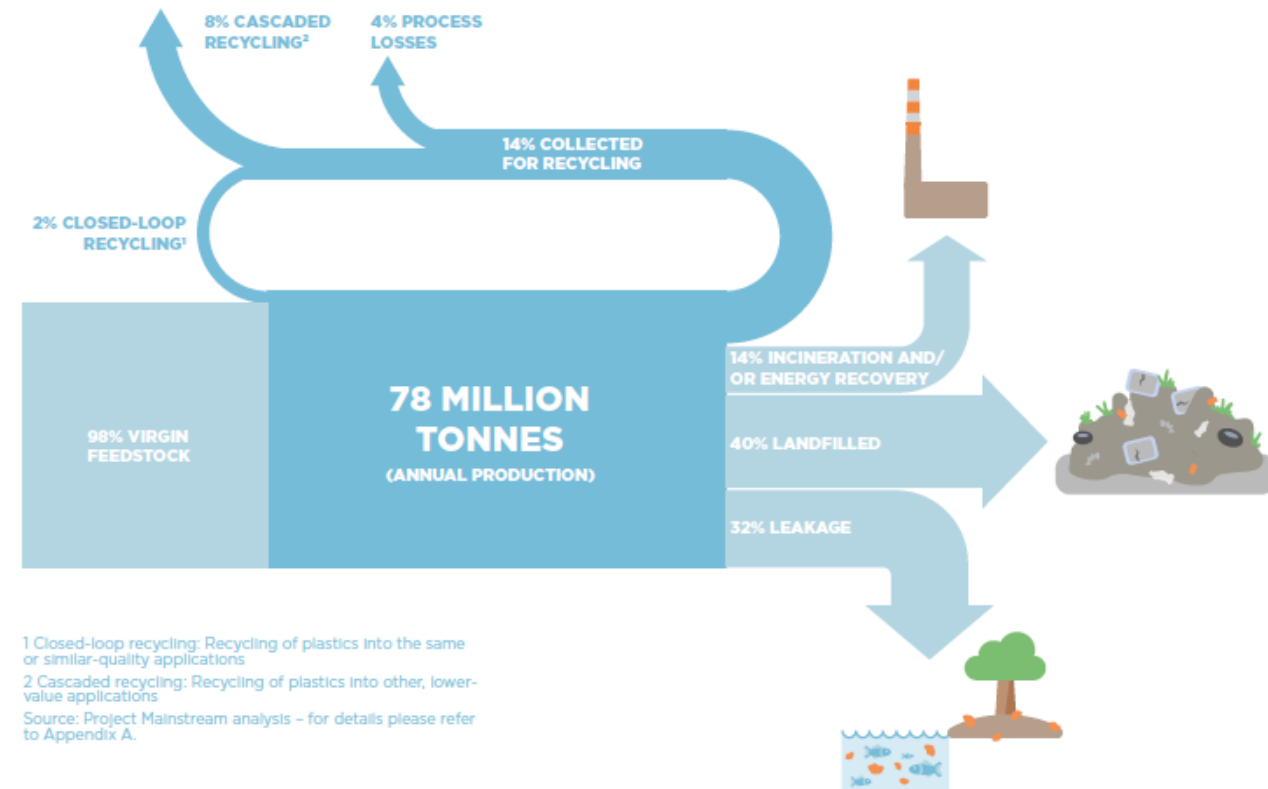 8% CASCADED
RECYCLING²
4% PROCESS
LOSSES
14% COLLECTED
FOR RECYCLING
2% CLOSED-LOOP
RECYCLING¹
98% VIRGIN
FEEDSTOCK
78 MILLION
TONNES
(ANNUAL PRODUCTION)
14% INCINERATION AND/
OR ENERGY RECOVERY
40% LANDFILLED
32% LEAKAGE
1 Closed-loop recycling: Recycling of plastics into the same
or similar-quality applications
2 Cascaded recycling: Recycling of plastics into other, lower-
value applications
Source: Project Mainstream analysis – for details please refer
to Appendix A.